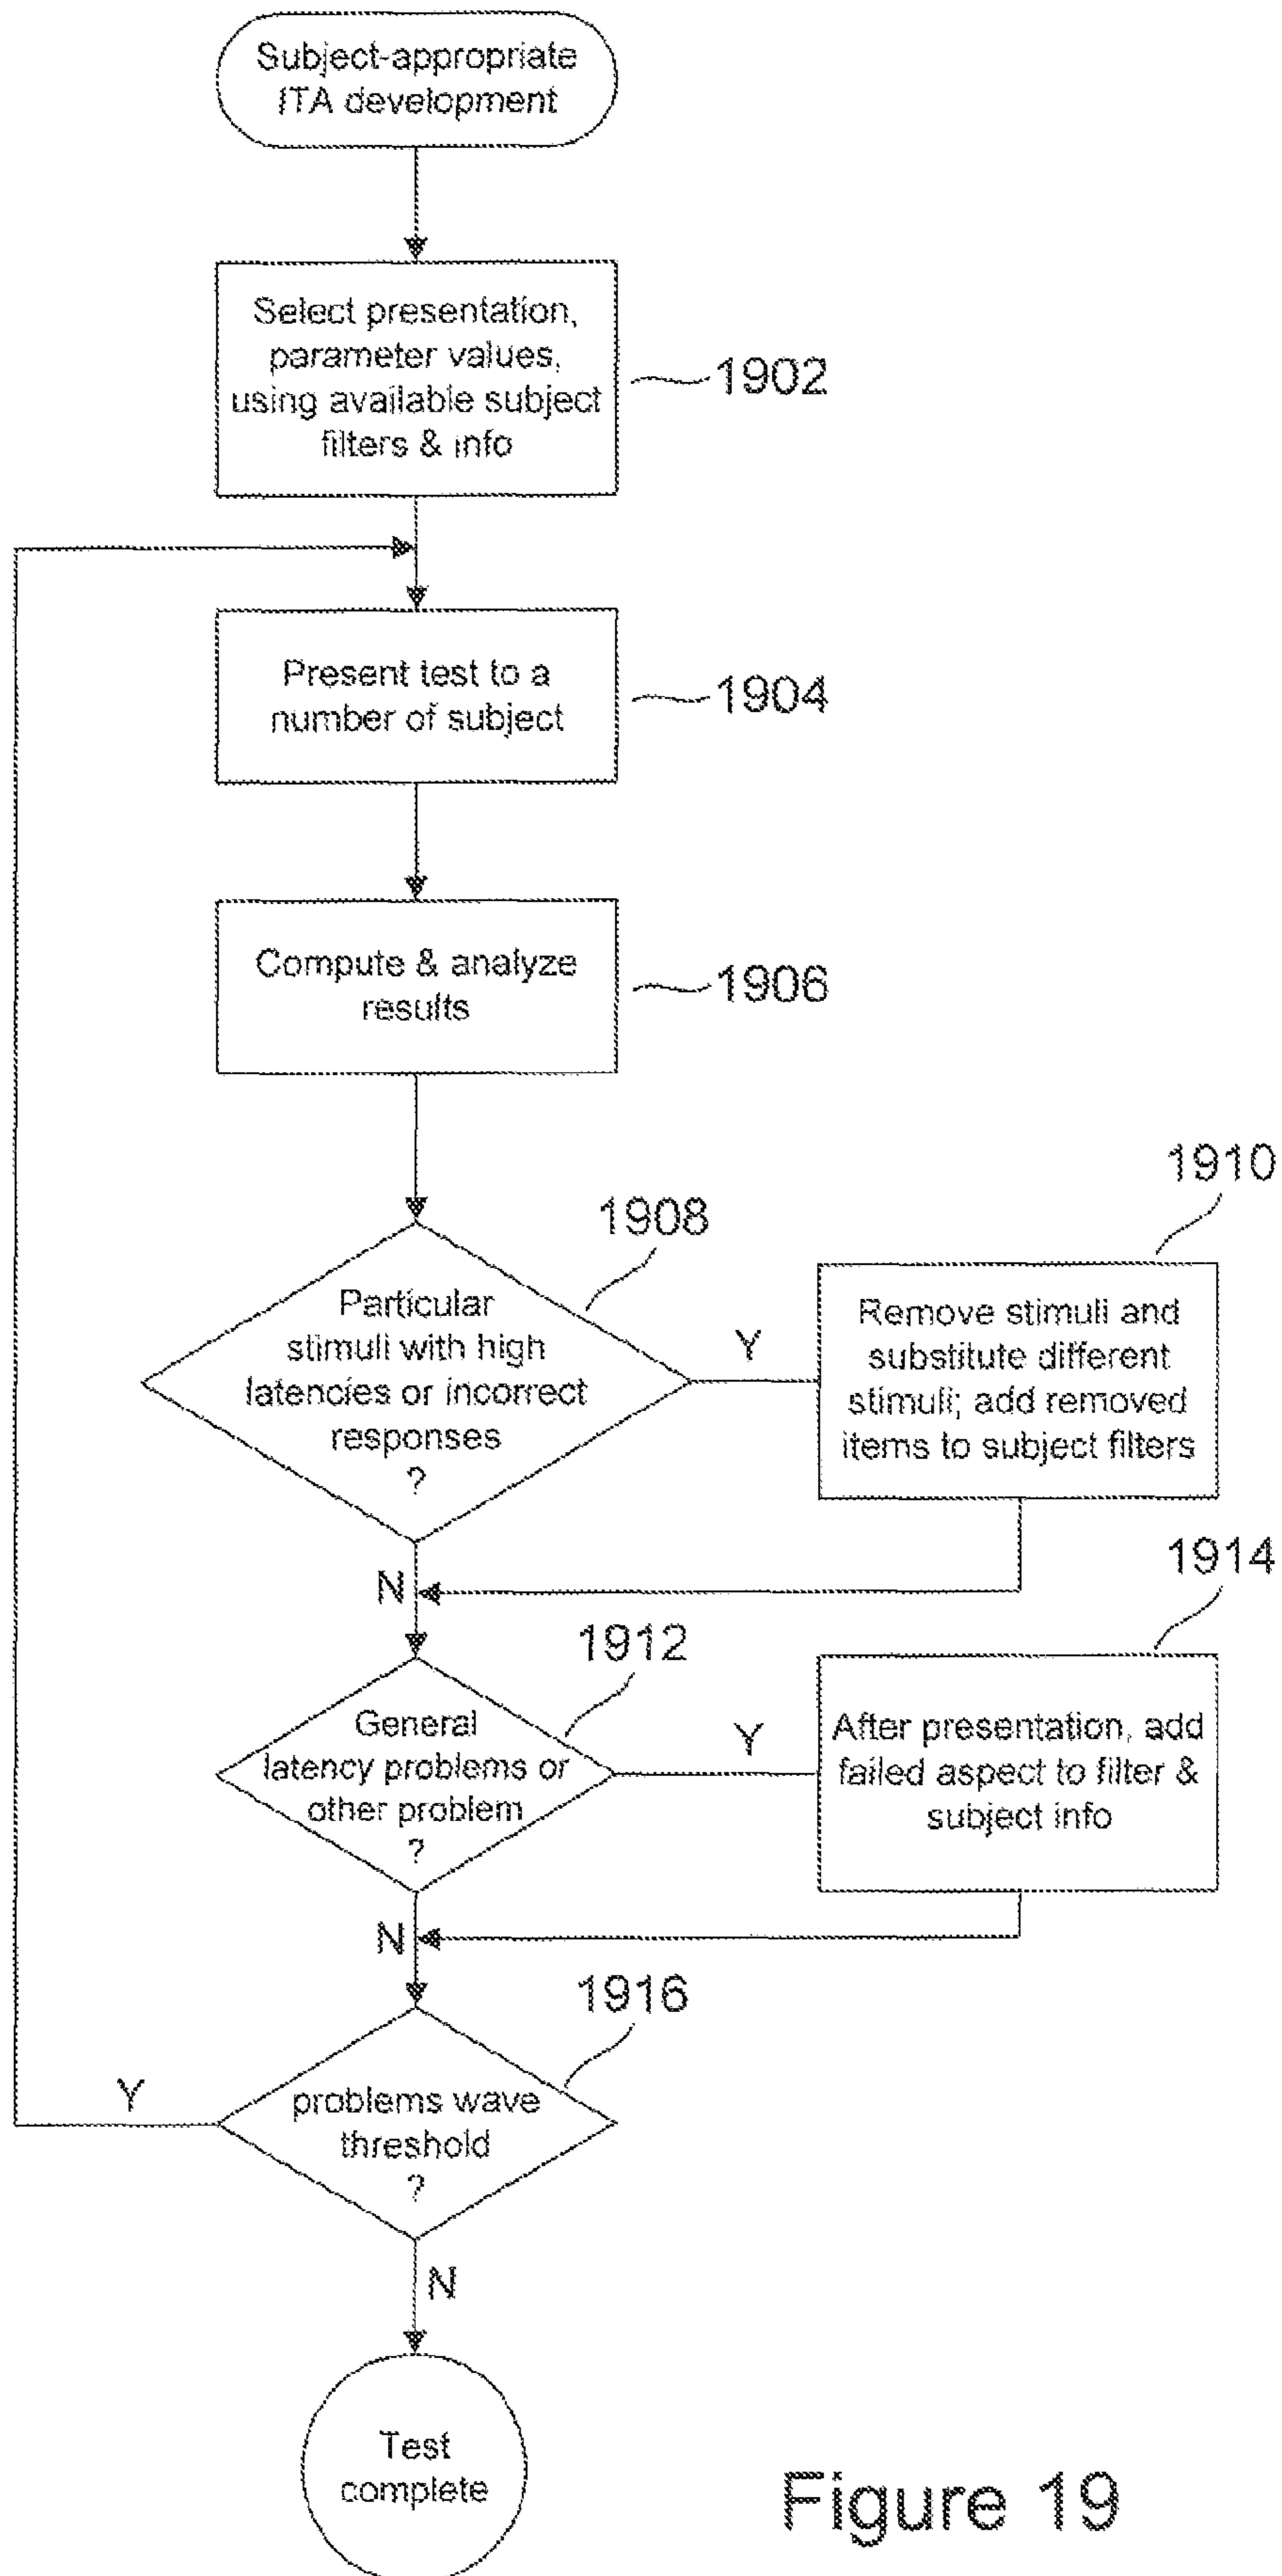 Subject-appropriate
ITA development
Select presentation,
parameter values,
using available subject
filters & info
1902
Present test to a
number of subject
1904
Compute & analyze
results
1906
1908
Particular
stimuli with high
latencies or incorrect
responses
?
Y
N
1910
Remove stimuli and
substitute different
stimuli; add removed
items to subject filters
1912
General
latency problems or
other problem
?
Y
N
1914
After presentation, add
failed aspect to filter &
subject info
1916
problems wave
threshold
?
Y
N
Test
complete
Figure 19